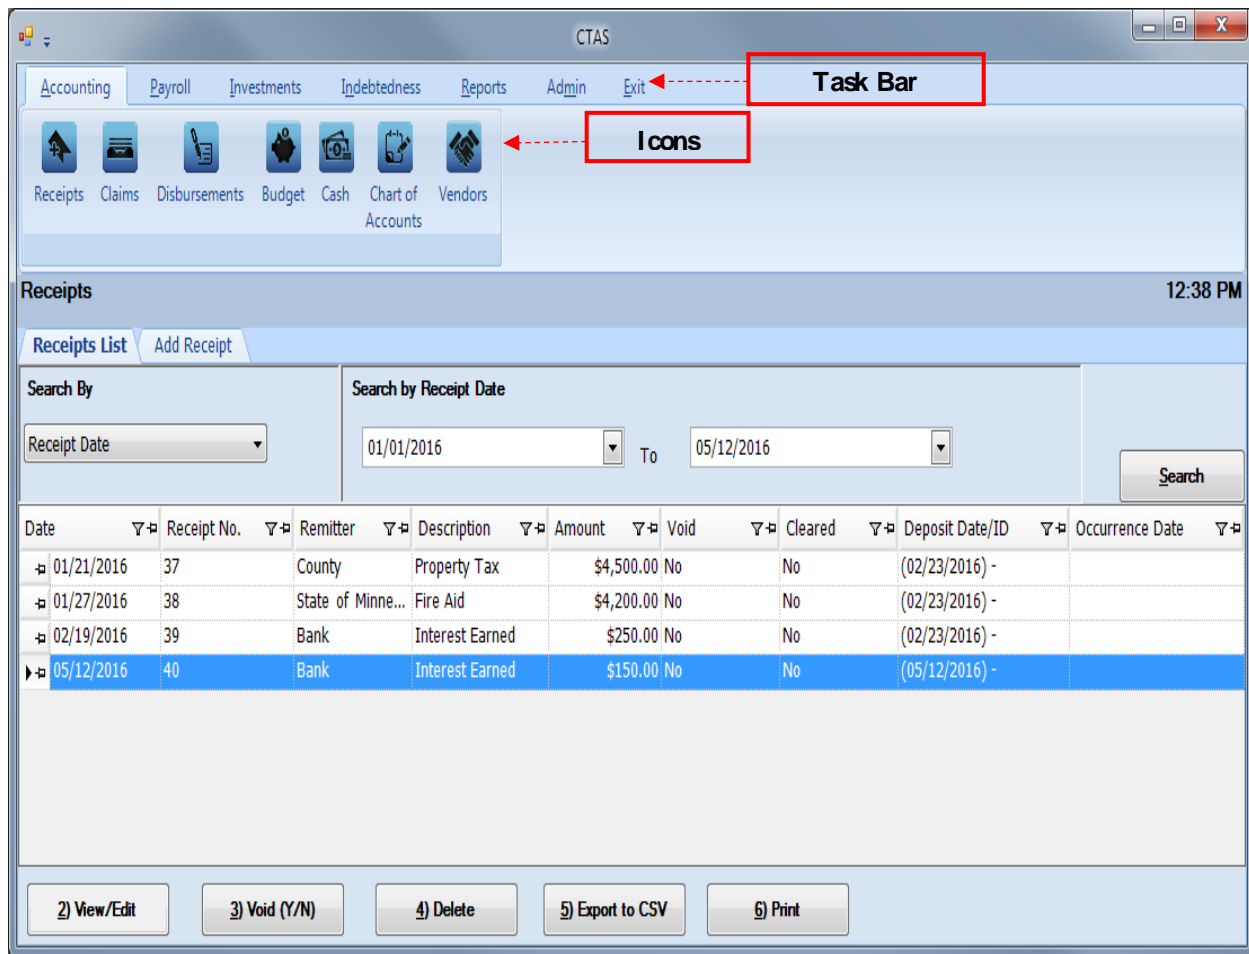 CTAS
Accounting Payroll Investments Indebtedness Reports Admin Exit Task Bar
Icons
Receipts Claims Disbursements Budget Cash Chart of Accounts Vendors
Receipts 12:38 PM
Receipts List Add Receipt
Search By Search by Receipt Date
Receipt Date 01/01/2016 To 05/12/2016
Search
Date Receipt No. Remitter Description Amount Void Cleared Deposit Date/ID Occurrence Date
01/21/2016 37 County Property Tax $4,500.00 No No (02/23/2016) -
01/27/2016 38 State of Minne... Fire Aid $4,200.00 No No (02/23/2016) -
02/19/2016 39 Bank Interest Earned $250.00 No No (02/23/2016) -
05/12/2016 40 Bank Interest Earned $150.00 No No (05/12/2016) -
2) View/Edit 3) Void (Y/N) 4) Delete 5) Export to CSV 6) Print